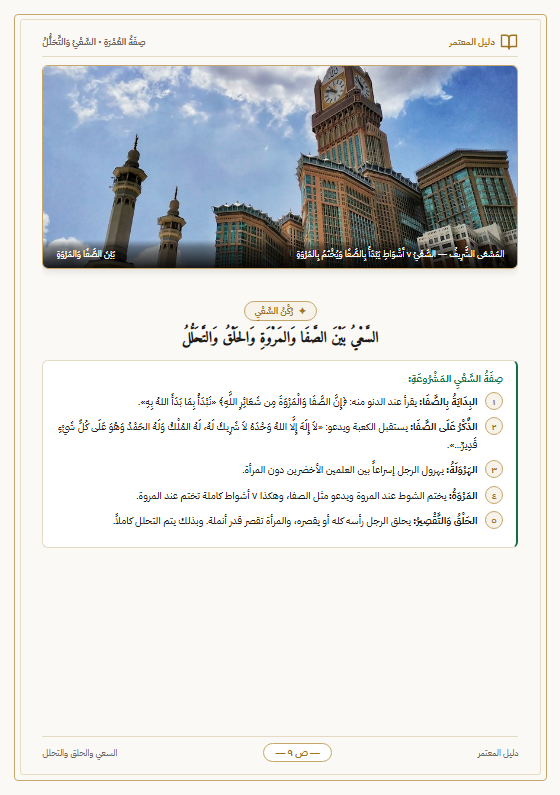 دليل المعتمر
صِفَةُ العُمْرَةِ • السَّعْيُ وَالتَّحَلُّلُ
المَسْعَى الشَّرِيفُ — السَّعْيُ ٧ أَشْوَاطٍ يَبْدَأُ بِالصَّفَا وَيُخْتَمُ بِالمَرْوَةِ
بَيْنَ الصَّفَا وَالمَرْوَةِ
✦ رُكْنُ السَّعْيِ
السَّعْيُ بَيْنَ الصَّفَا وَالمَرْوَةِ وَالحَلْقُ وَالتَّحَلُّلُ
صِفَةُ السَّعْيِ المَشْرُوعَةِ:
١ البِدَايَةُ بِالصَّفَا: يقرأ عند الدنو منه: ﴿إِنَّ الصَّفَا وَالْمَرْوَةَ مِن شَعَائِرِ اللَّهِ﴾ «نَبْدَأُ بِمَا بَدَأَ اللهُ بِهِ».
٢ الذِّكْرُ عَلَى الصَّفَا: يستقبل الكعبة ويدعو: «لاَ إِلَهَ إِلَّا اللهُ وَحْدَهُ لاَ شَرِيكَ لَهُ، لَهُ المُلْكُ وَلَهُ الحَمْدُ وَهُوَ عَلَى كُلِّ شَيْءٍ
قَدِيرٌ...».
٣ الهَرْوَلَةُ: يهرول الرجل إسراعاً بين العلمين الأخضرين دون المرأة.
٤ المَرْوَةُ: يختم الشوط عند المروة ويدعو مثل الصفا، وهكذا ٧ أشواط كاملة تختم عند المروة.
٥ الحَلْقُ وَالتَّقْصِيرُ: يحلق الرجل رأسه كله أو يقصره، والمرأة تقصر قدر أنملة. وبذلك يتم التحلل كاملاً.
دليل المعتمر
— ص ٩ —
السعي والحلق والتحلل